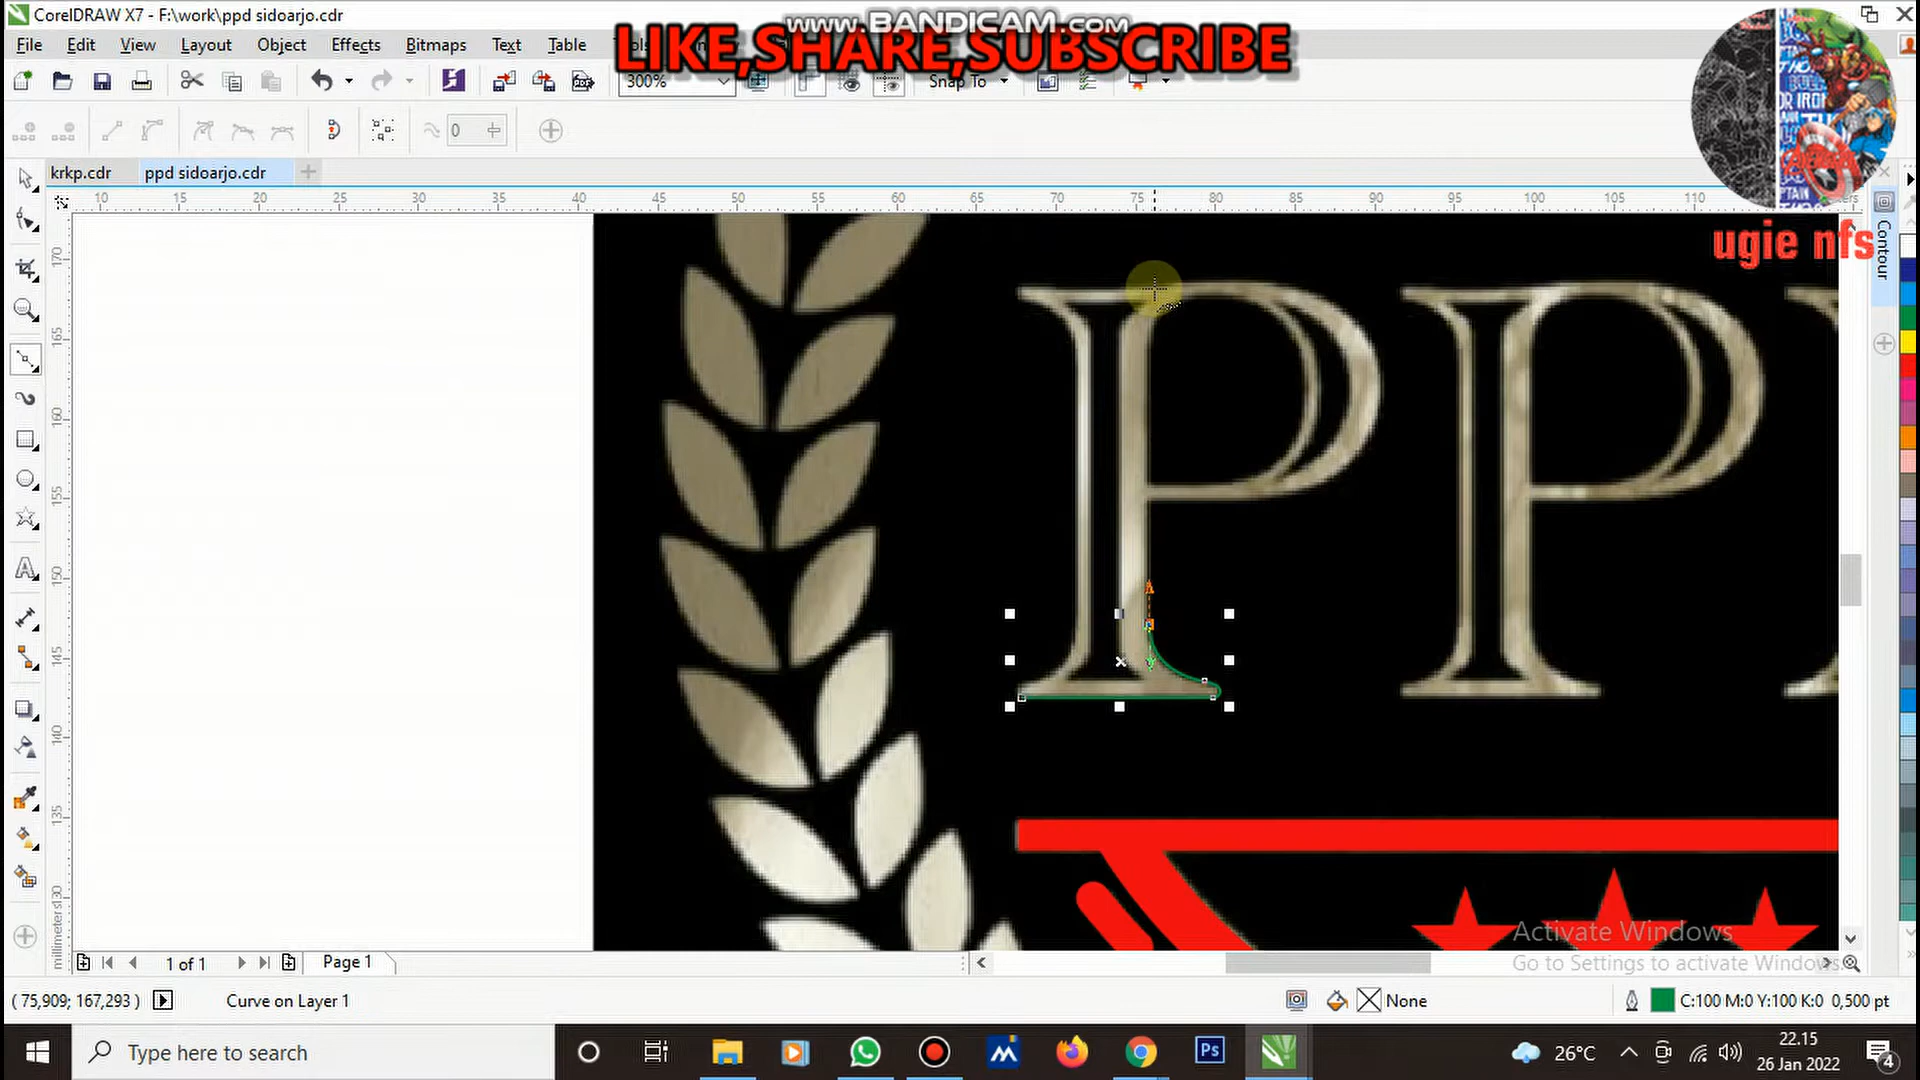 CorelDRAW X7 - F:\work\ppd sidoarjo.cdr
www.BANDICAM.com
LIKE,SHARE,SUBSCRIBE
File Edit View Layout Object Effects Bitmaps Text Table
300% Snap To
0
krkp.cdr ppd sidoarjo.cdr
ugie nfs
10 15 20 25 30 35 40 45 50 55 60 65 70 75 80 85 90 95 100 105 110
Contour
170
165
160
155
150
145
140
135
130
millimeters
PPP
Activate Windows
Go to Settings to activate Windows.
1 of 1 Page 1
( 75,909; 167,293 ) Curve on Layer 1 None C:100 M:0 Y:100 K:0 0,500 pt
Type here to search
Ps
26°C
22.15
26 Jan 2022
4